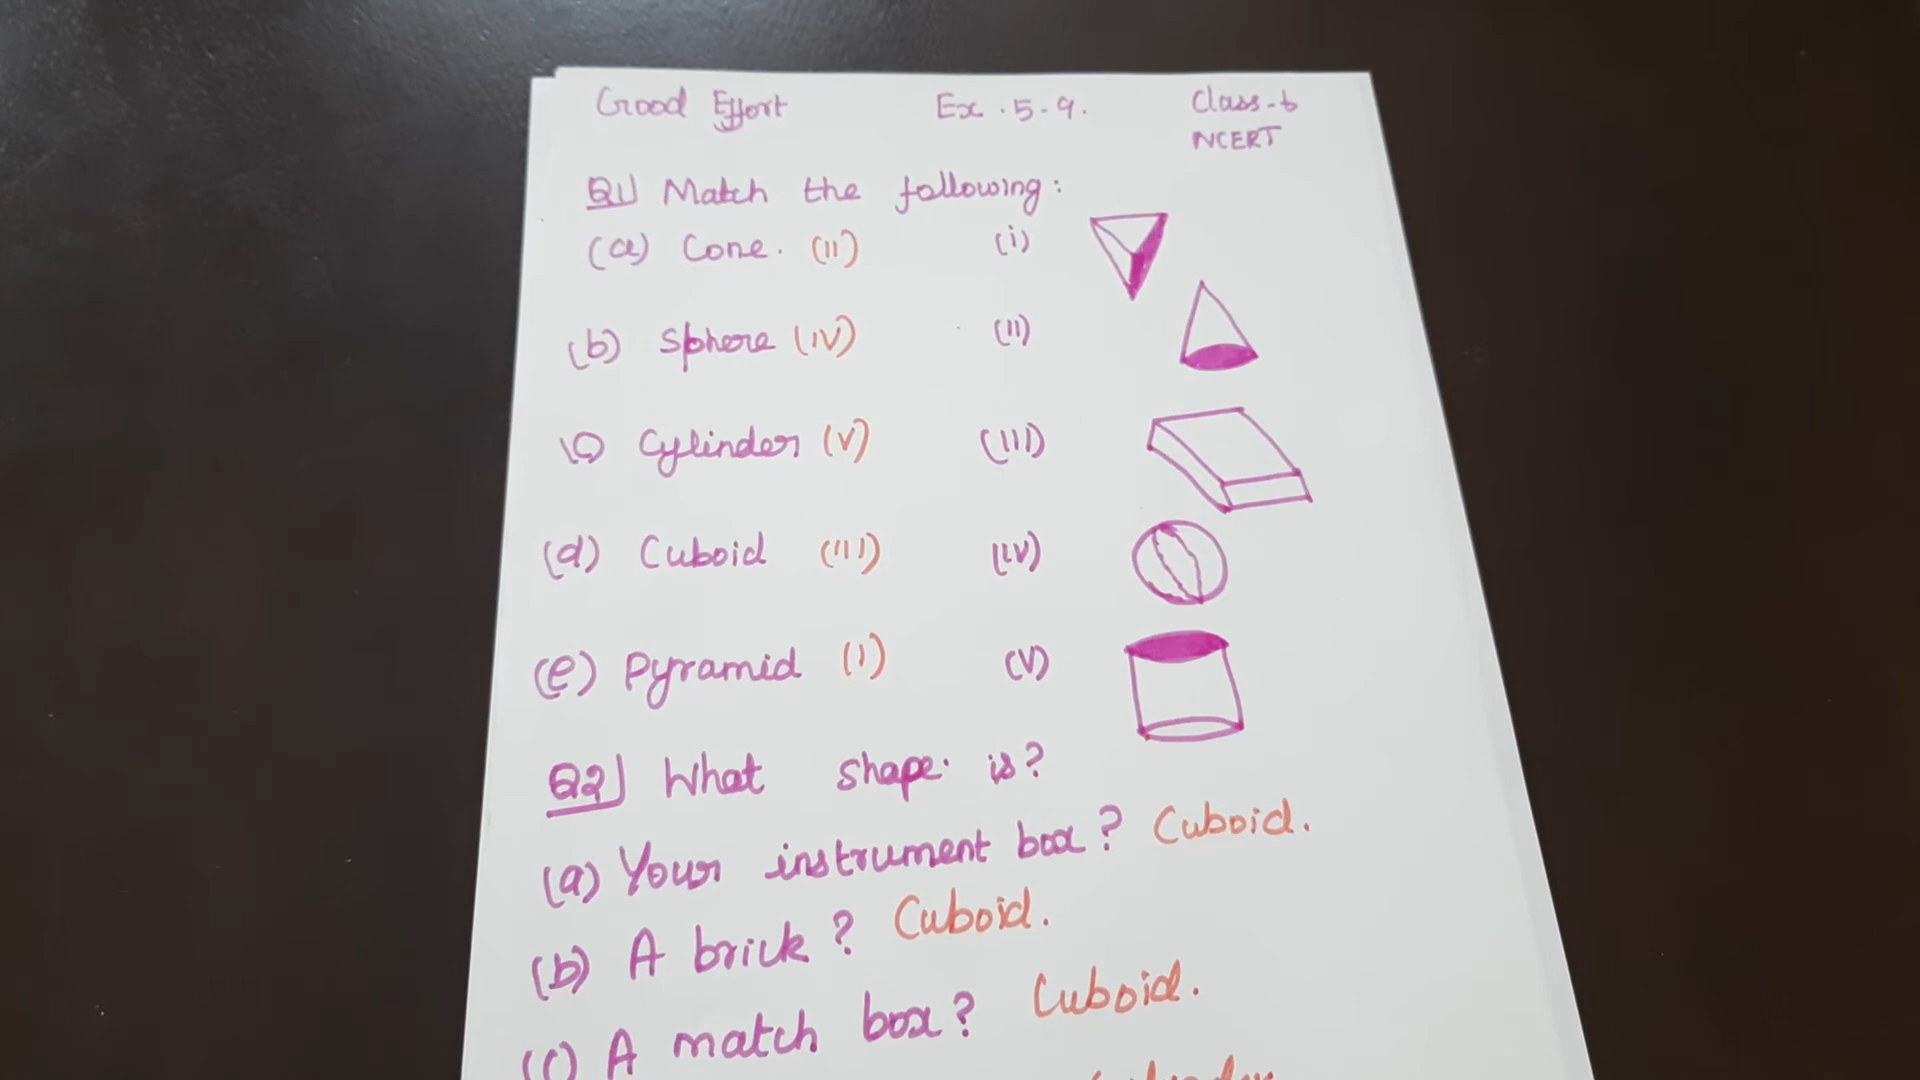 Good Effort Ex. 5.9. Class-6
NCERT
Q1) Match the following:
(a) Cone. (II) (i)
(b) Sphere (IV) (II)
(c) Cylinder (V) (III)
(d) Cuboid (III) (IV)
(e) Pyramid (I) (V)
Q2) What shape is?
(a) Your instrument box? Cuboid.
(b) A brick? Cuboid.
(c) A match box? Cuboid.